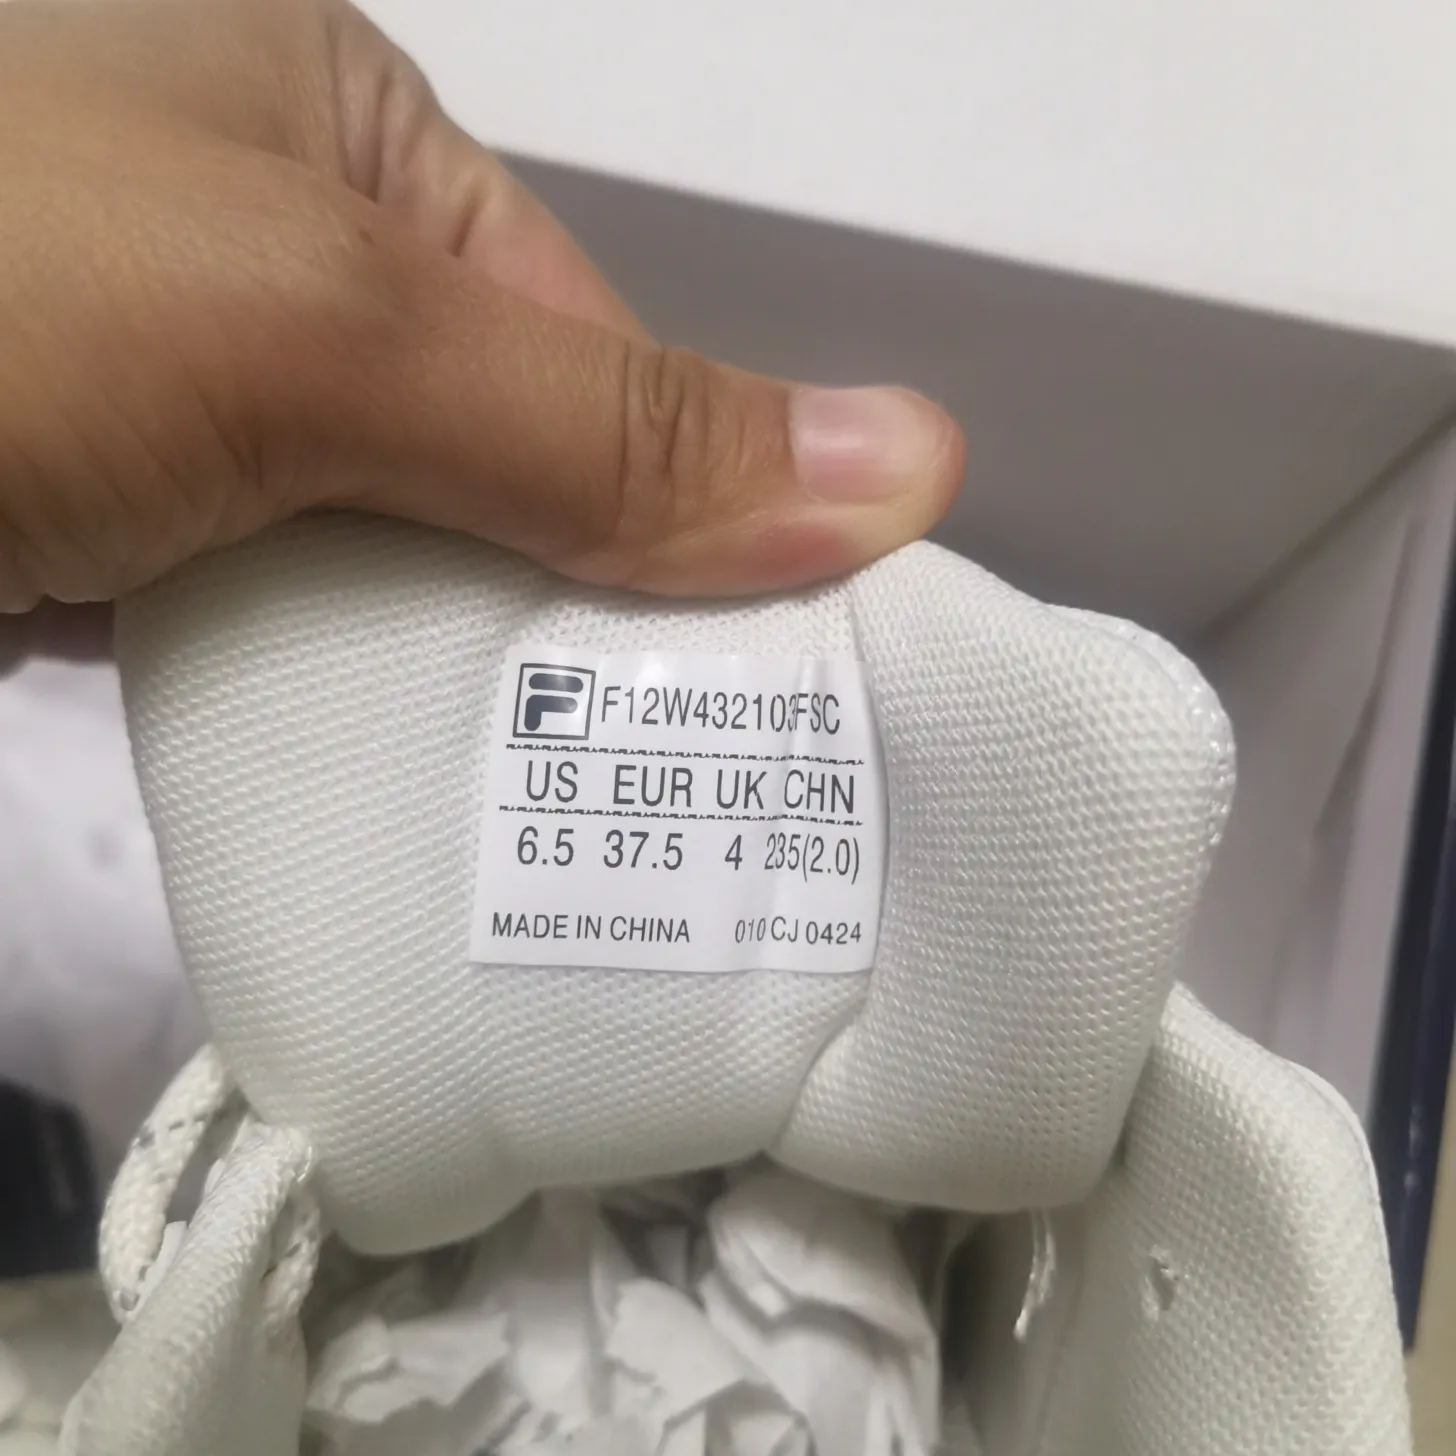 F12W432103FSC
US EUR UK CHN
6.5 37.5 4 235(2.0)
MADE IN CHINA 010 CJ 0424